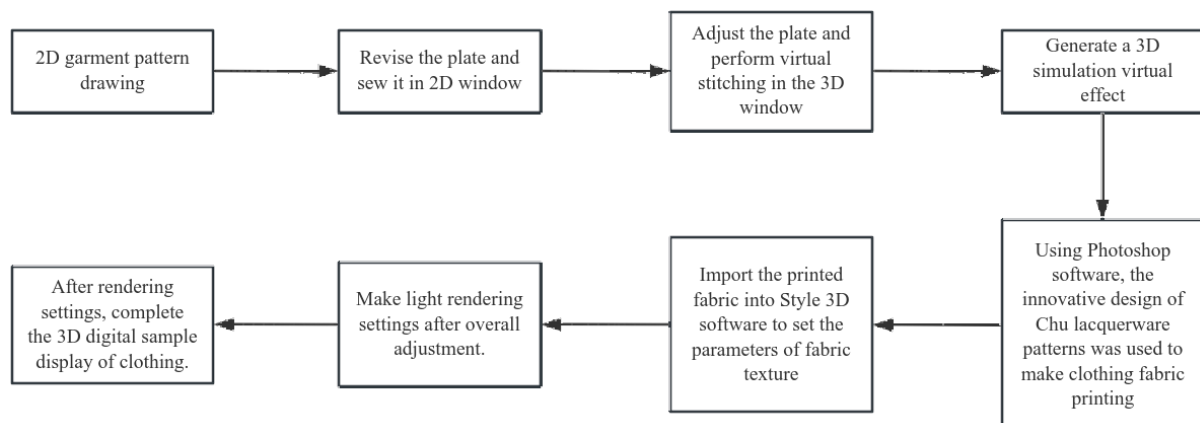 2D garment pattern
drawing
Revise the plate and
sew it in 2D window
Adjust the plate and
perform virtual
stitching in the 3D
window
Generate a 3D
simulation virtual
effect
Using Photoshop
software, the
innovative design of
Chu lacquerware
patterns was used to
make clothing fabric
printing
Import the printed
fabric into Style 3D
software to set the
parameters of fabric
texture
Make light rendering
settings after overall
adjustment.
After rendering
settings, complete
the 3D digital sample
display of clothing.